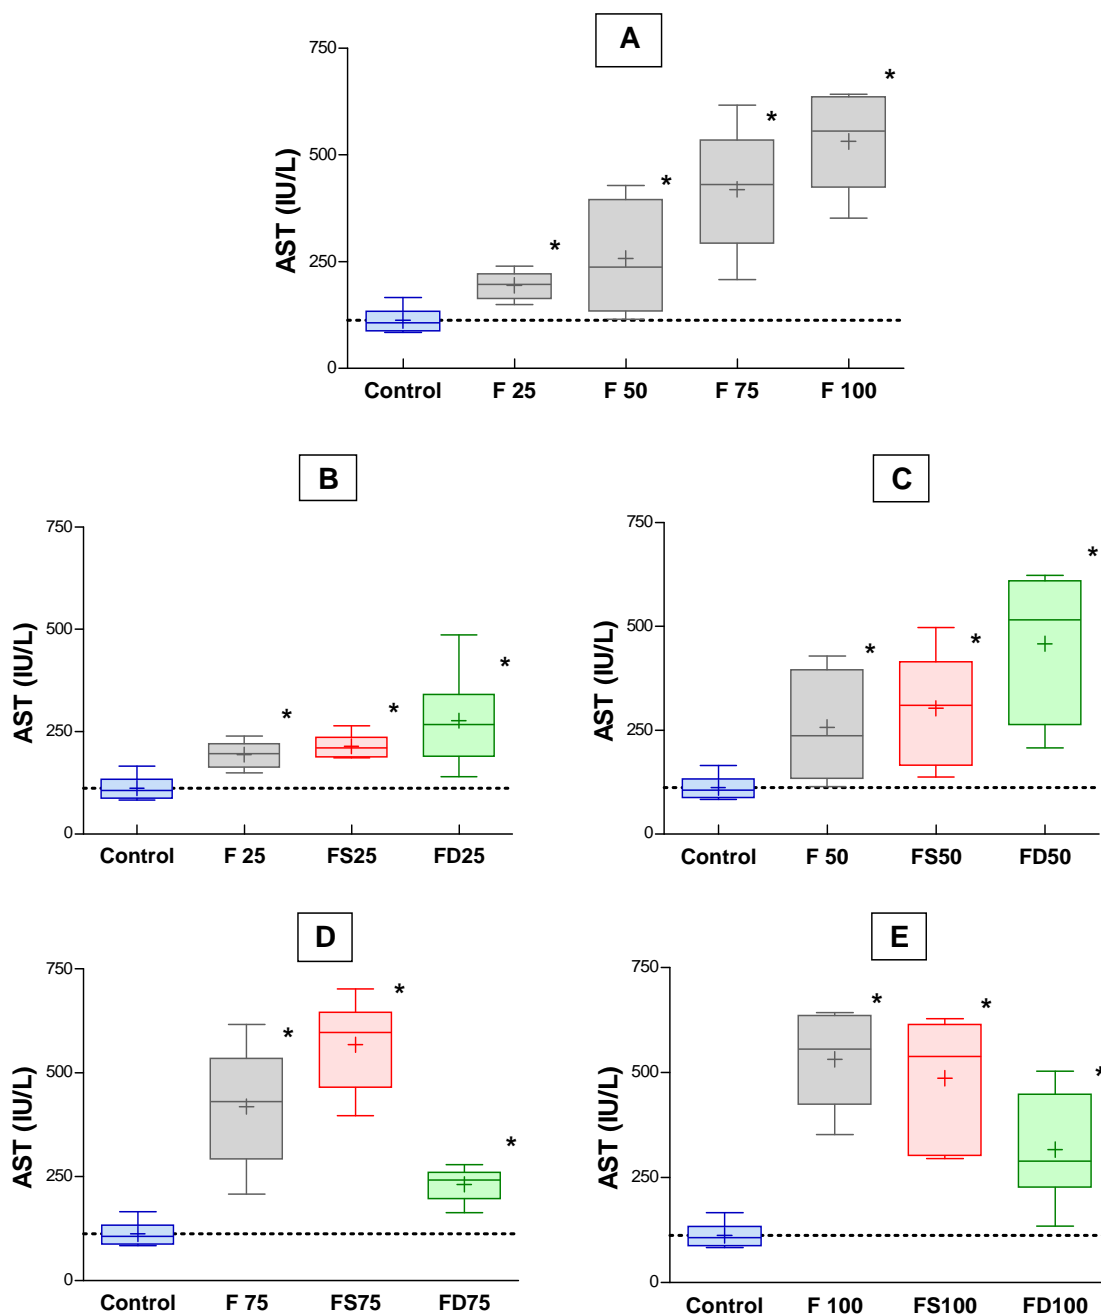 A
AST (IU/L)
750
500
250
0
* * * *
Control F 25 F 50 F 75 F 100
B
AST (IU/L)
750
500
250
0
* * *
Control F 25 FS25 FD25
C
AST (IU/L)
750
500
250
0
* * *
Control F 50 FS50 FD50
D
AST (IU/L)
750
500
250
0
* * *
Control F 75 FS75 FD75
E
AST (IU/L)
750
500
250
0
* * *
Control F 100 FS100 FD100